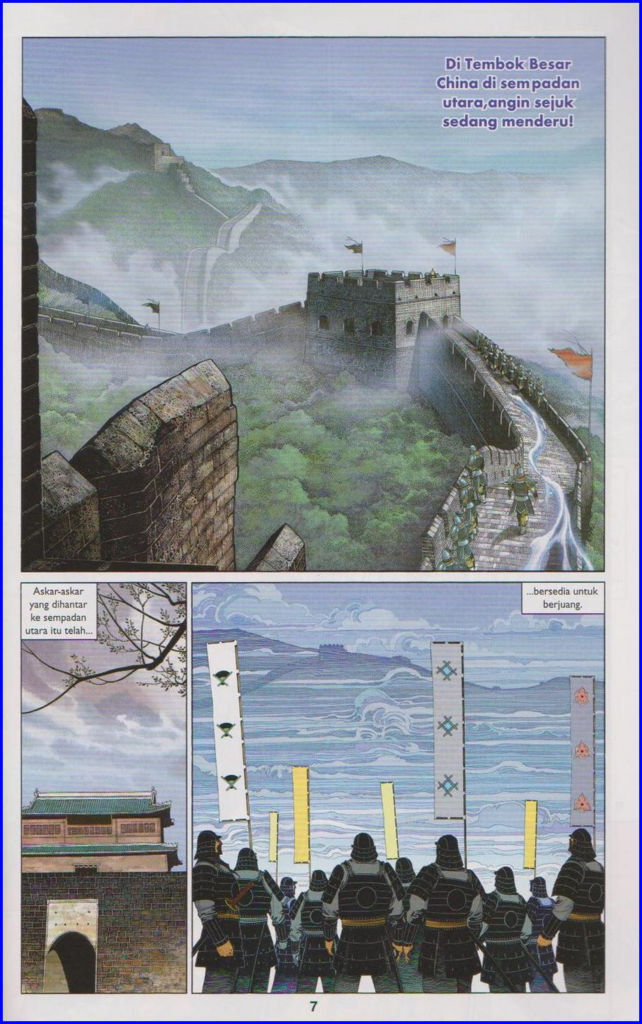 Di Tembok Besar
China di sempadan
utara,angin sejuk
sedang menderu!
Askar-askar
yang dihantar
ke sempadan
utara itu telah...
...bersedia untuk
berjuang.
7